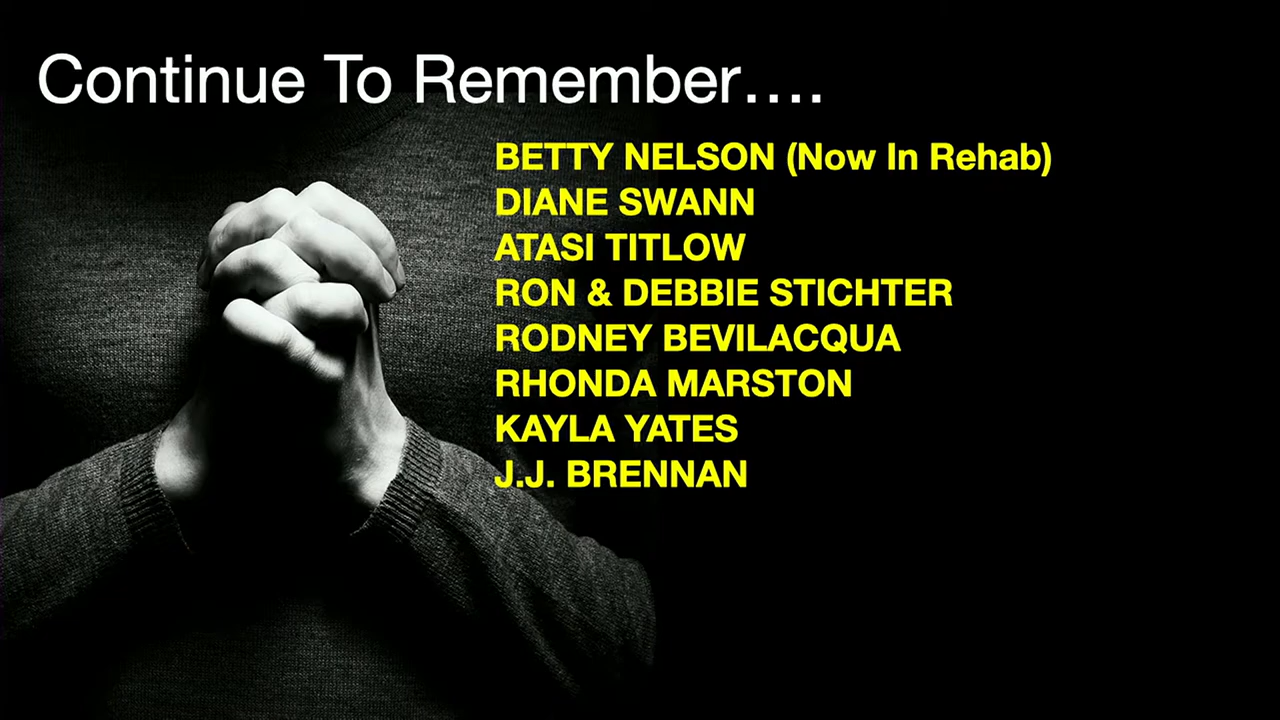 Continue To Remember....
BETTY NELSON (Now In Rehab)
DIANE SWANN
ATASI TITLOW
RON & DEBBIE STICHTER
RODNEY BEVILACQUA
RHONDA MARSTON
KAYLA YATES
J.J. BRENNAN